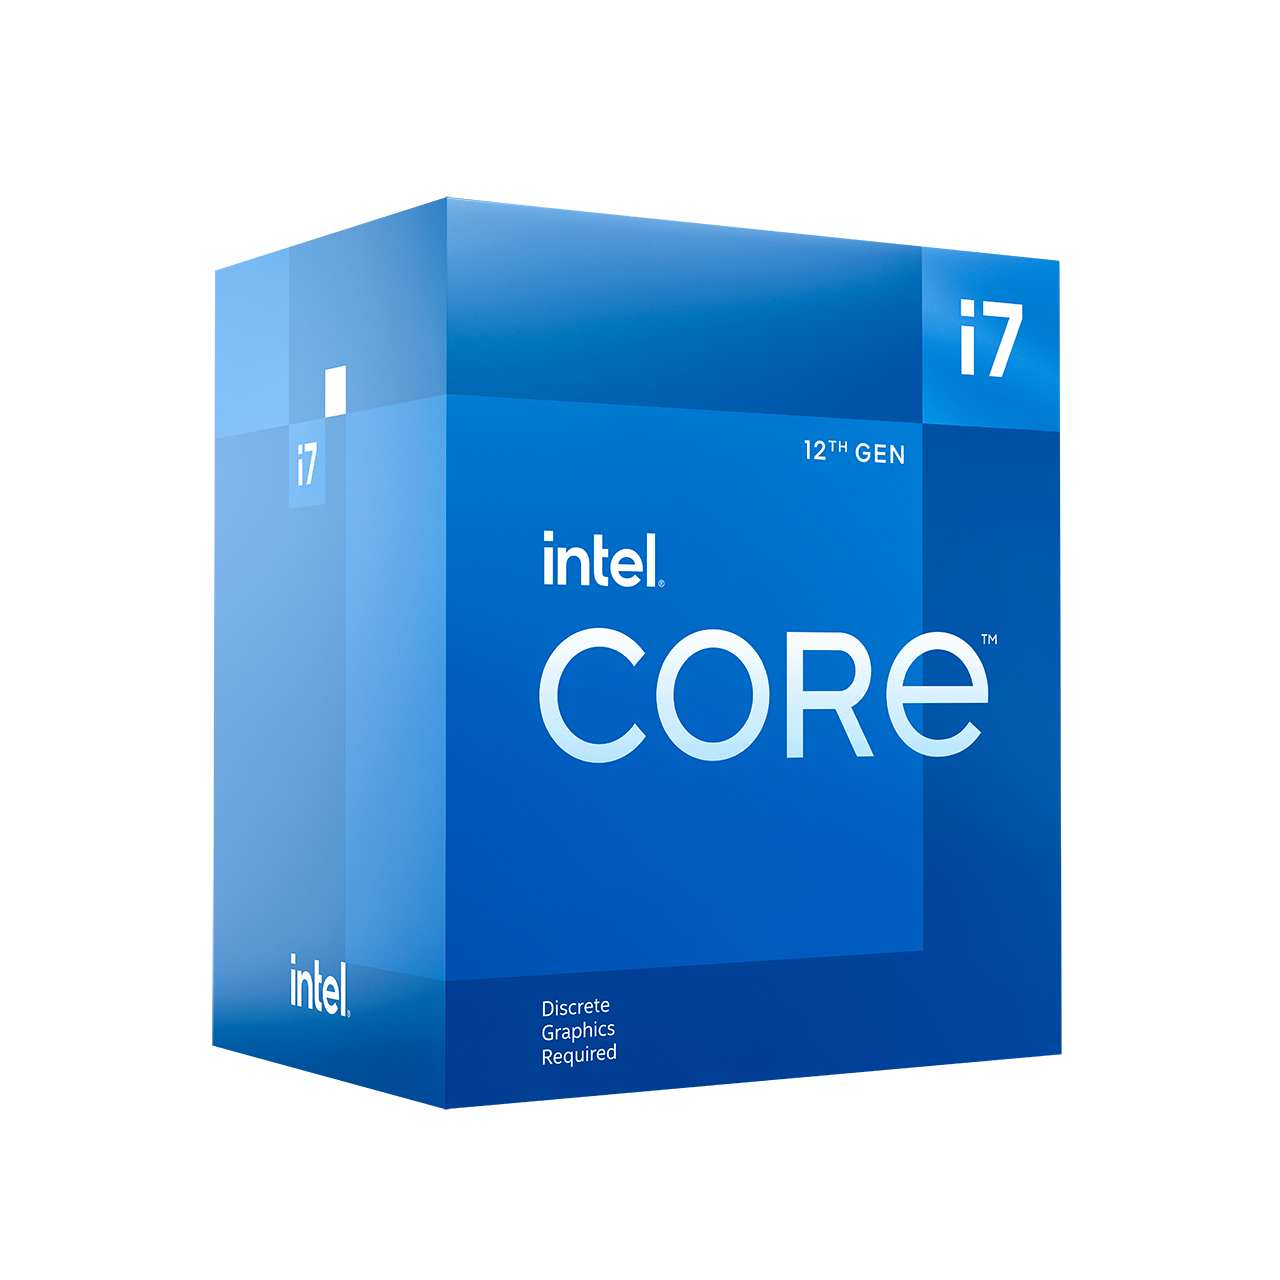 i7
12TH GEN
i7
intel®
CORe™
intel®
Discrete
Graphics
Required